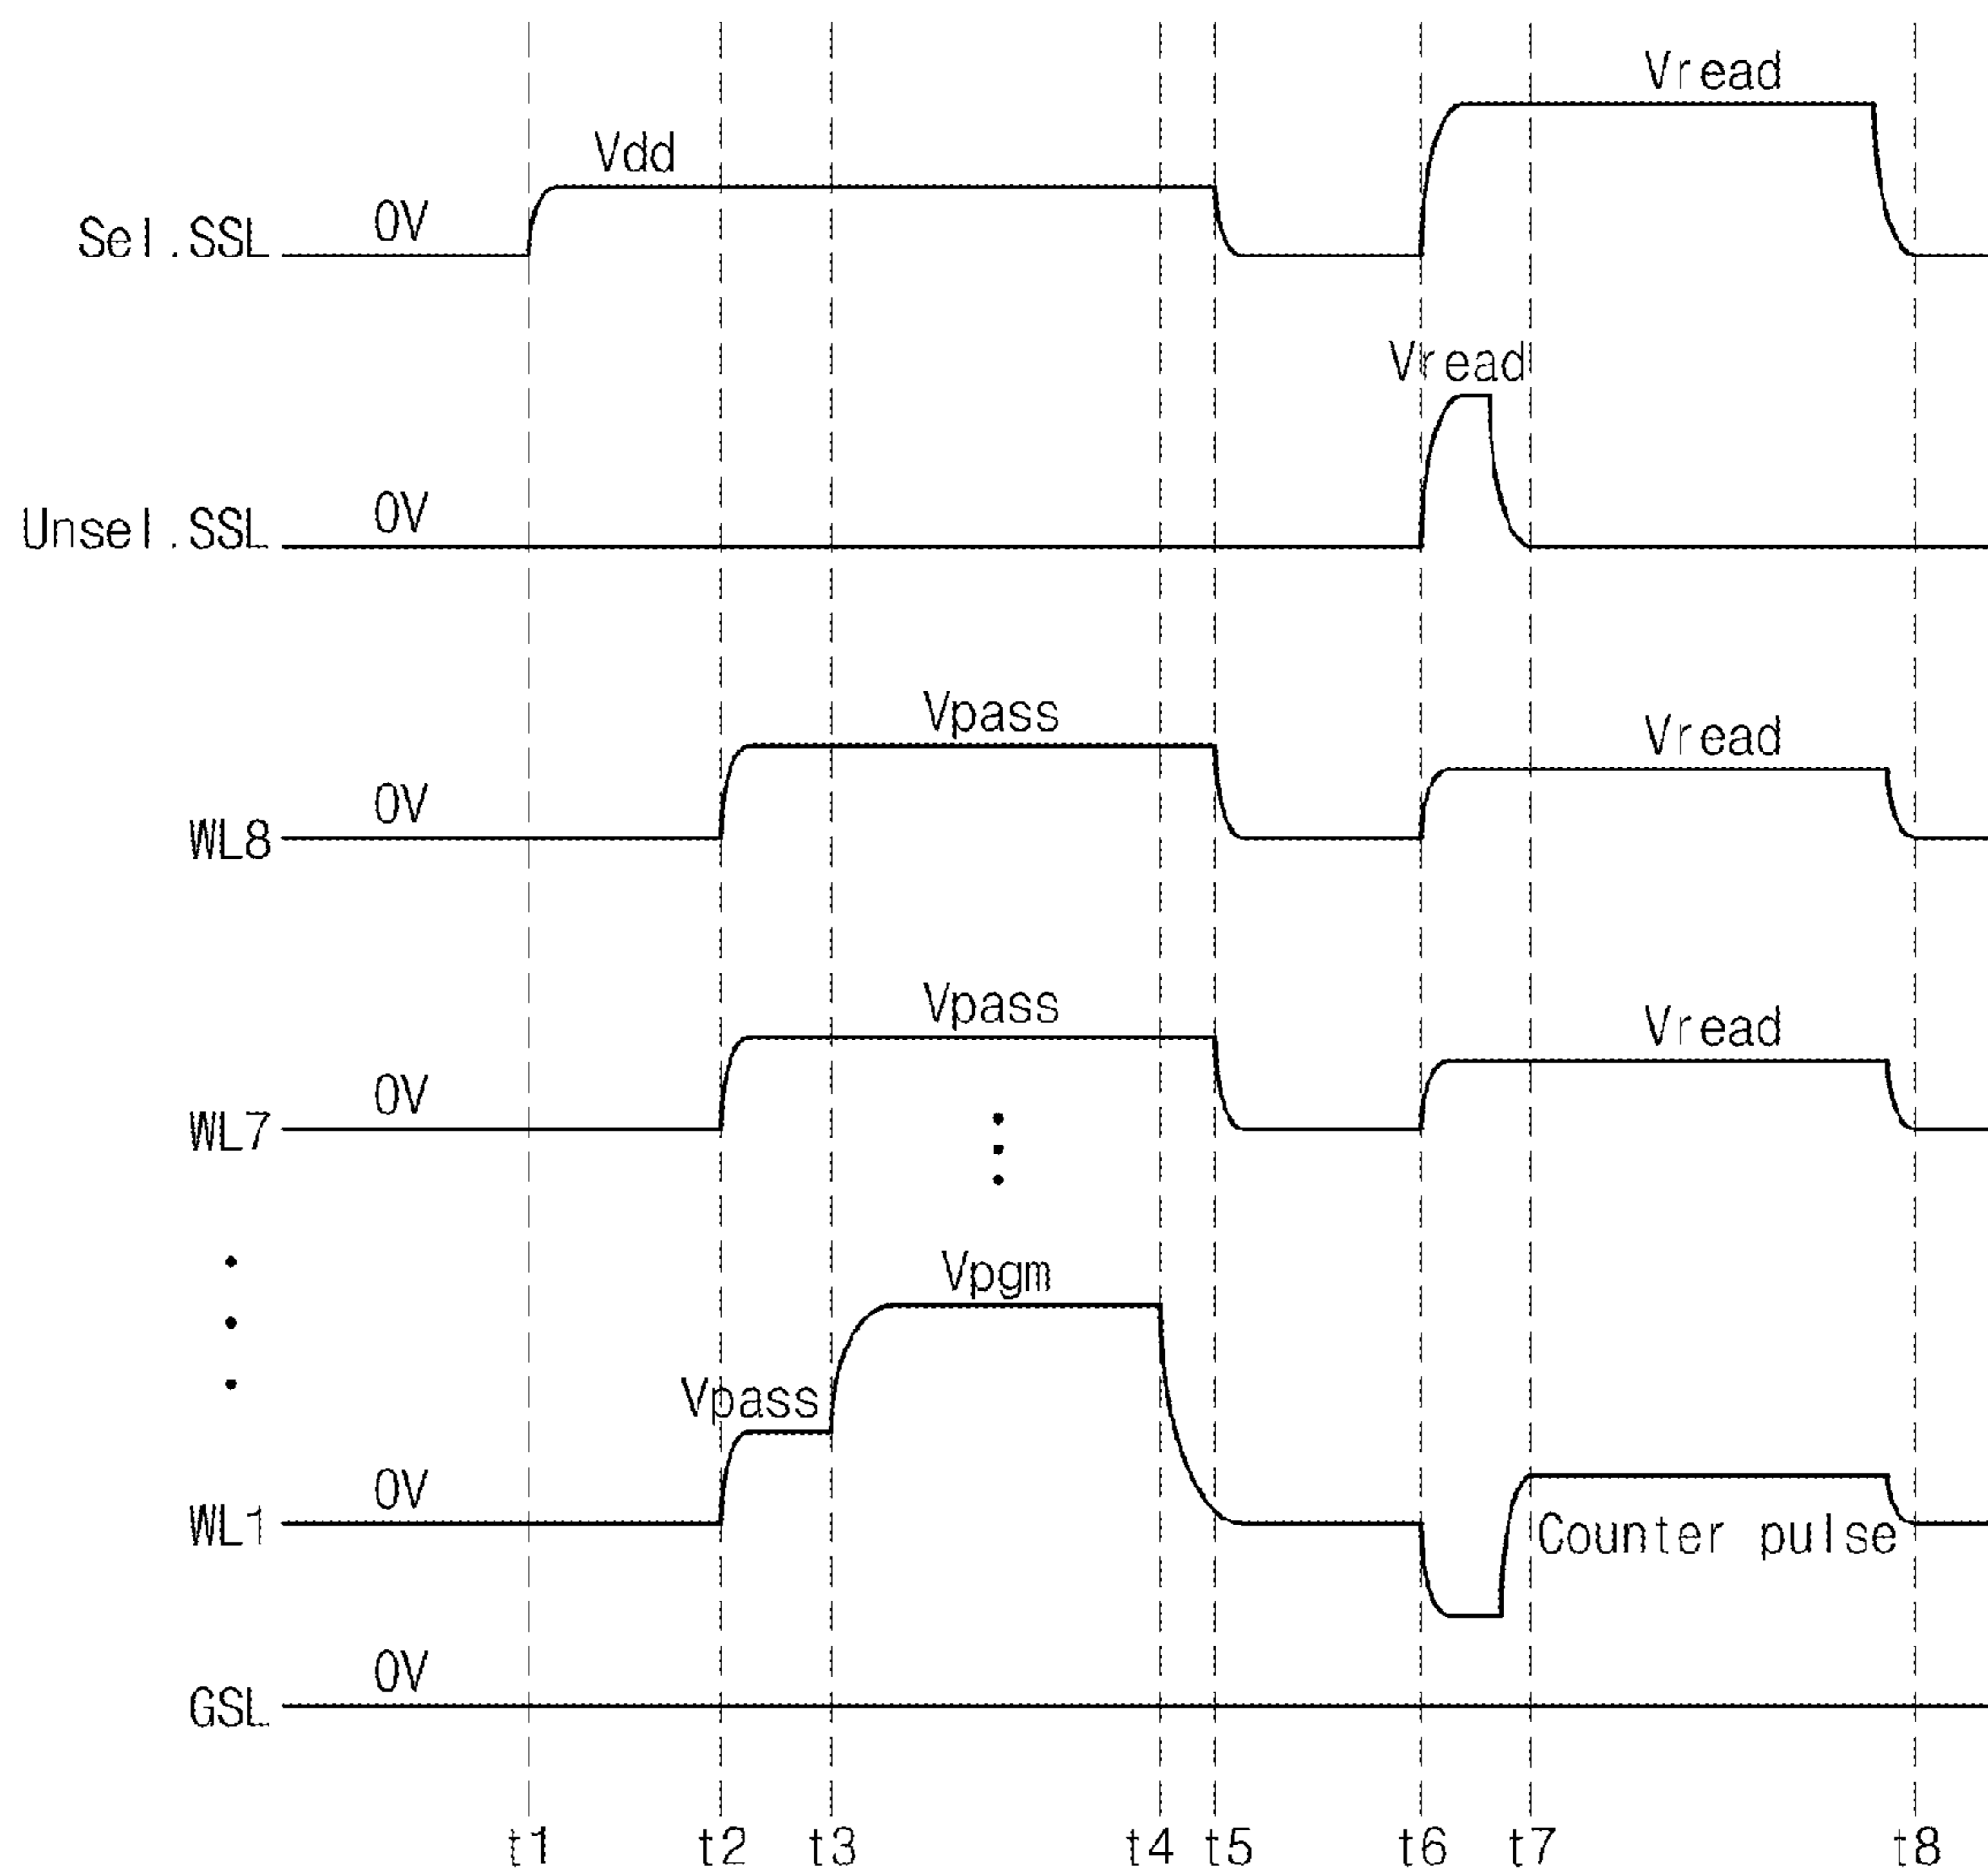 Vread
Vdd
Sel.SSL 0V
Vread
Unsel.SSL 0V
Vpass Vread
WL8 0V
Vpass Vread
WL7 0V
Vpgm
Vpass
WL1 0V
Counter pulse
GSL 0V
t1 t2 t3 t4 t5 t6 t7 t8